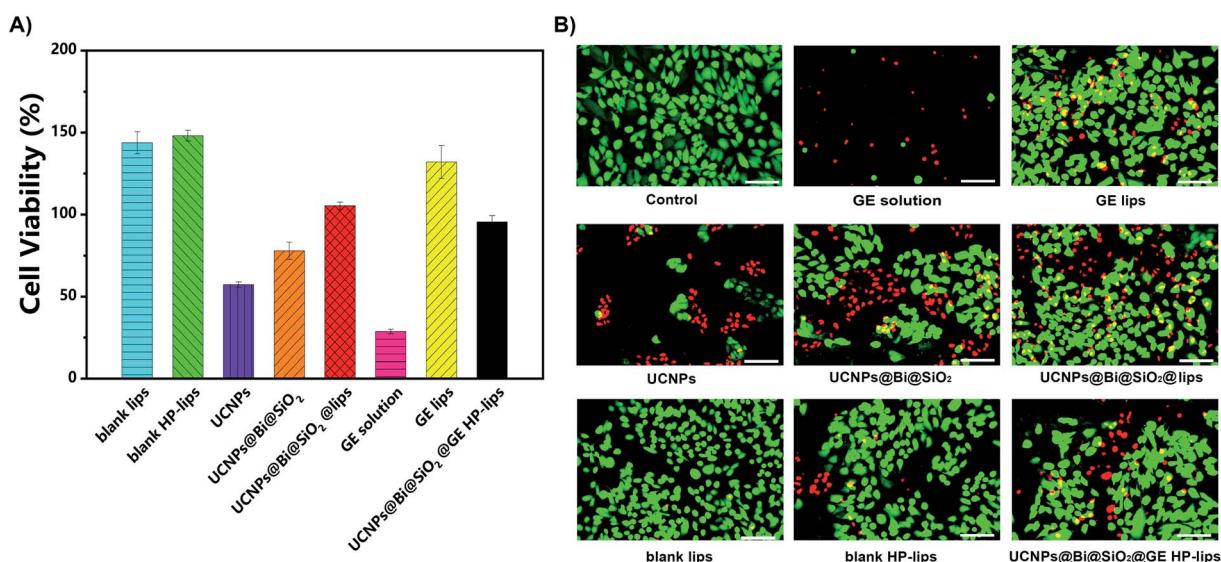 A)
Cell Viability (%)
200
150
100
50
0
blank lips
blank HP-lips
UCNPs
UCNPs@Bi@SiO₂
UCNPs@Bi@SiO₂@lips
GE solution
GE lips
UCNPs@Bi@SiO₂@GE HP-lips
B)
Control
GE solution
GE lips
UCNPs
UCNPs@Bi@SiO₂
UCNPs@Bi@SiO₂@lips
blank lips
blank HP-lips
UCNPs@Bi@SiO₂@GE HP-lips